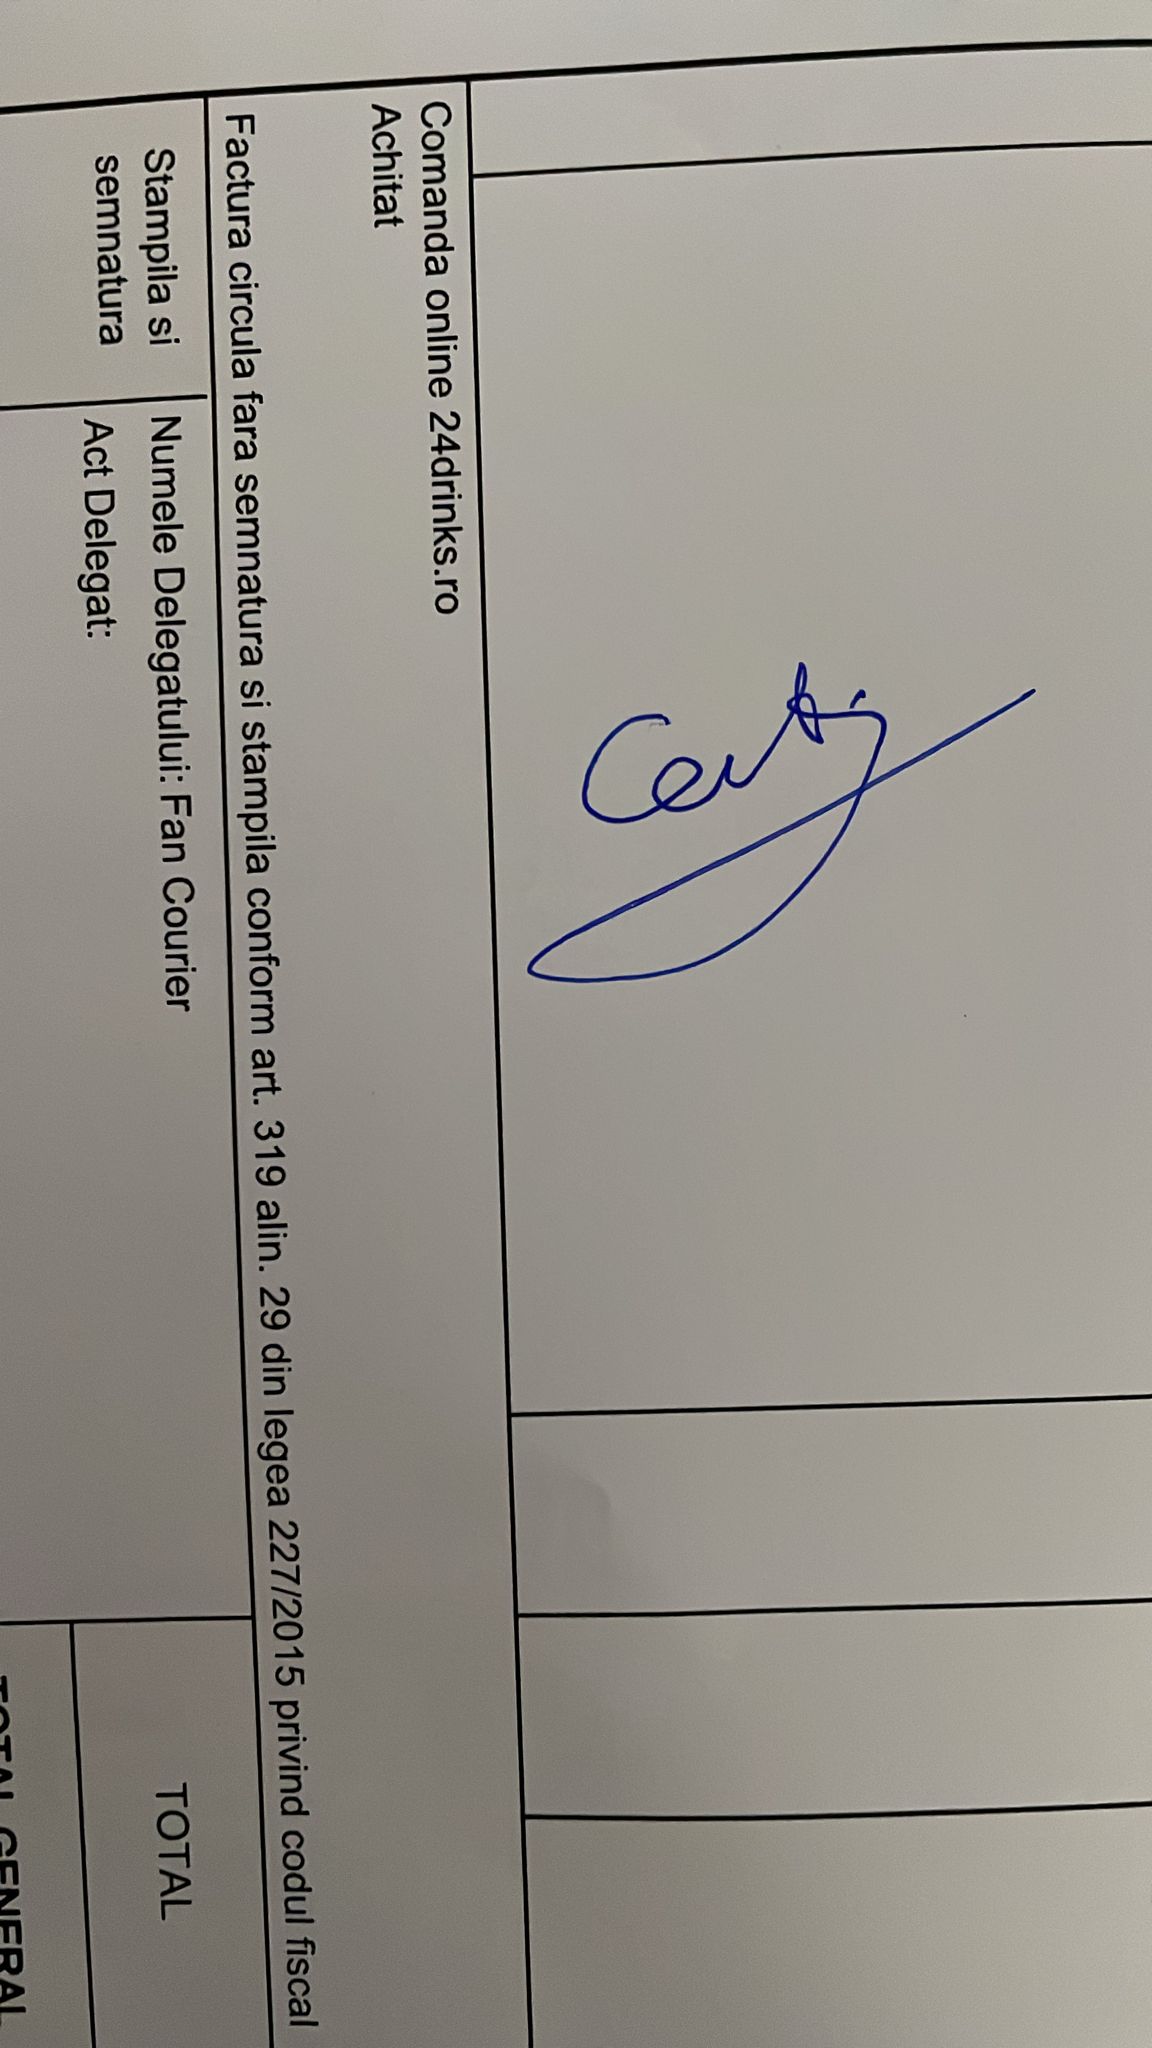 Comanda online 24drinks.ro
Achitat
Factura circula fara semnatura si stampila conform art. 319 alin. 29 din legea 227/2015 privind codul fiscal
Stampila si
semnatura
Numele Delegatului: Fan Courier
Act Delegat:
TOTAL
TOTAL GENERAL